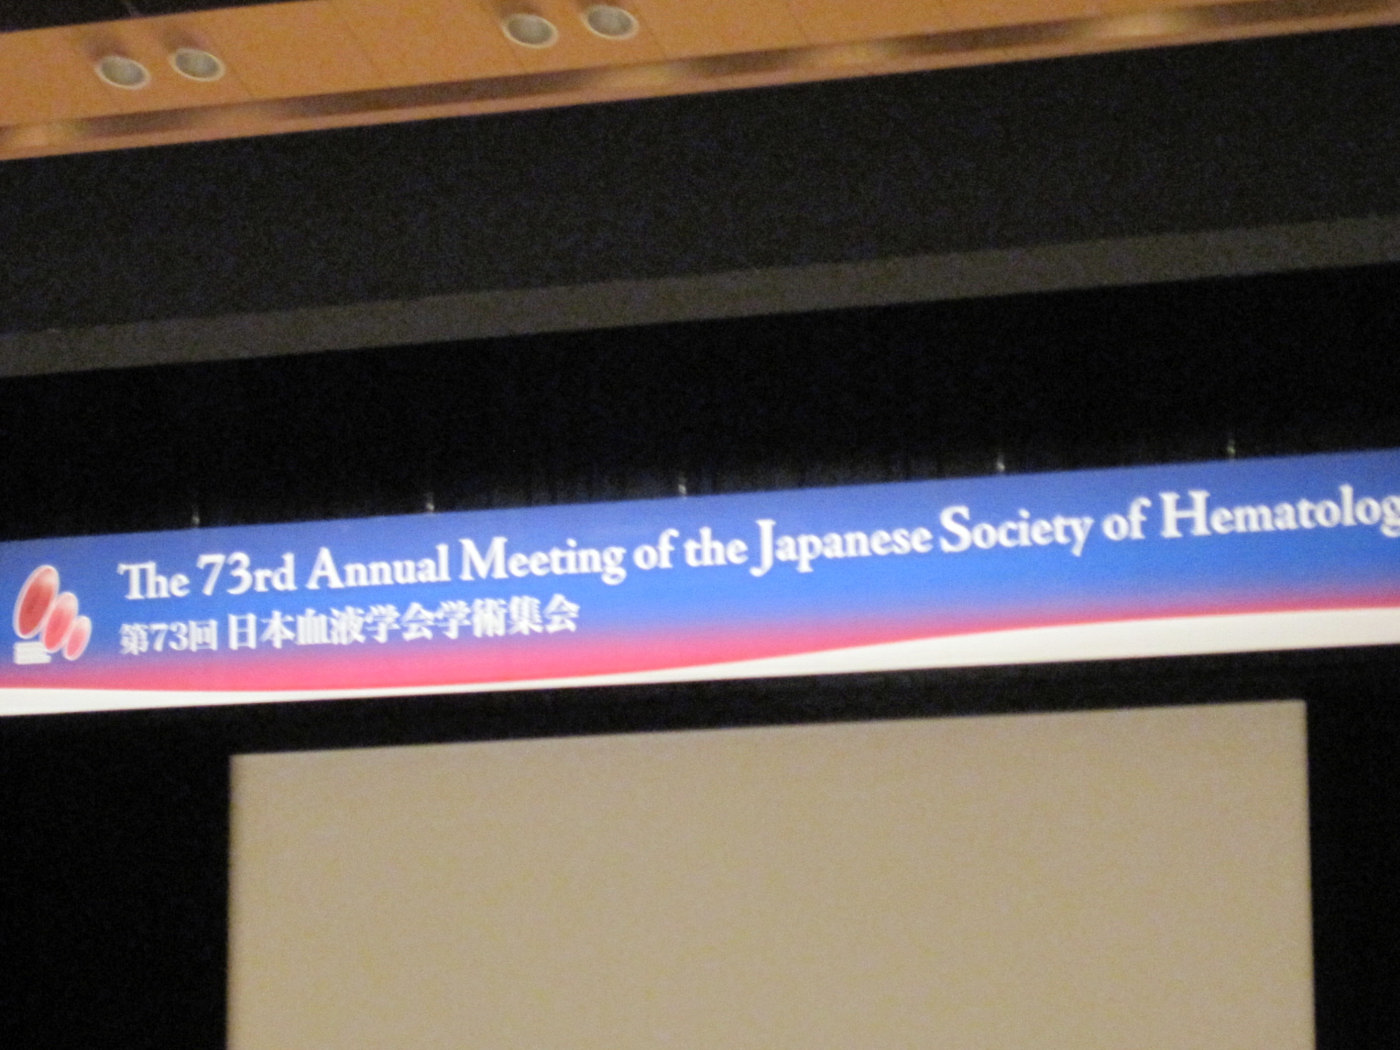 The 73rd Annual Meeting of the Japanese Society of Hematolog
第73回 日本血液学会学術集会